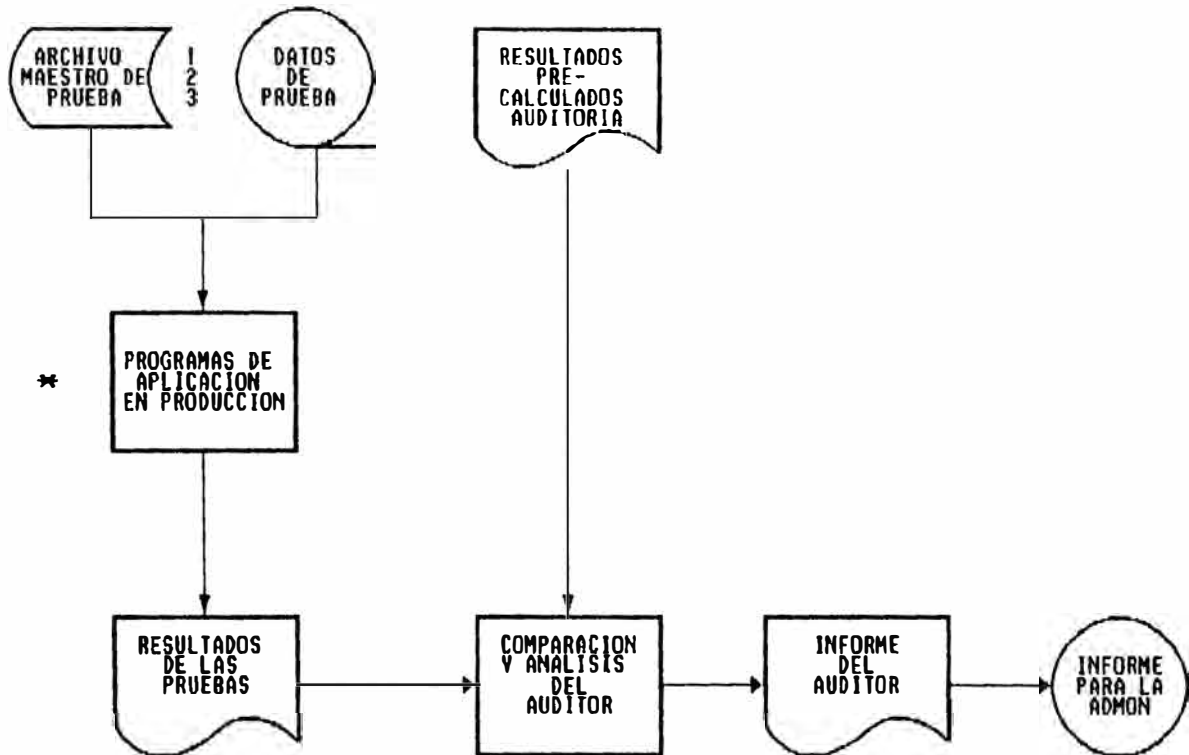 ARCHIVO
MAESTRO DE
PRUEBA
1
2
3
DATOS
DE
PRUEBA
RESULTADOS
PRE-
CALCULADOS
AUDITORIA
*
PROGRAMAS DE
APLICACION
EN PRODUCCION
RESULTADOS
DE LAS
PRUEBAS
COMPARACION
Y ANALISIS
DEL
AUDITOR
INFORME
DEL
AUDITOR
INFORME
PARA LA
ADMON